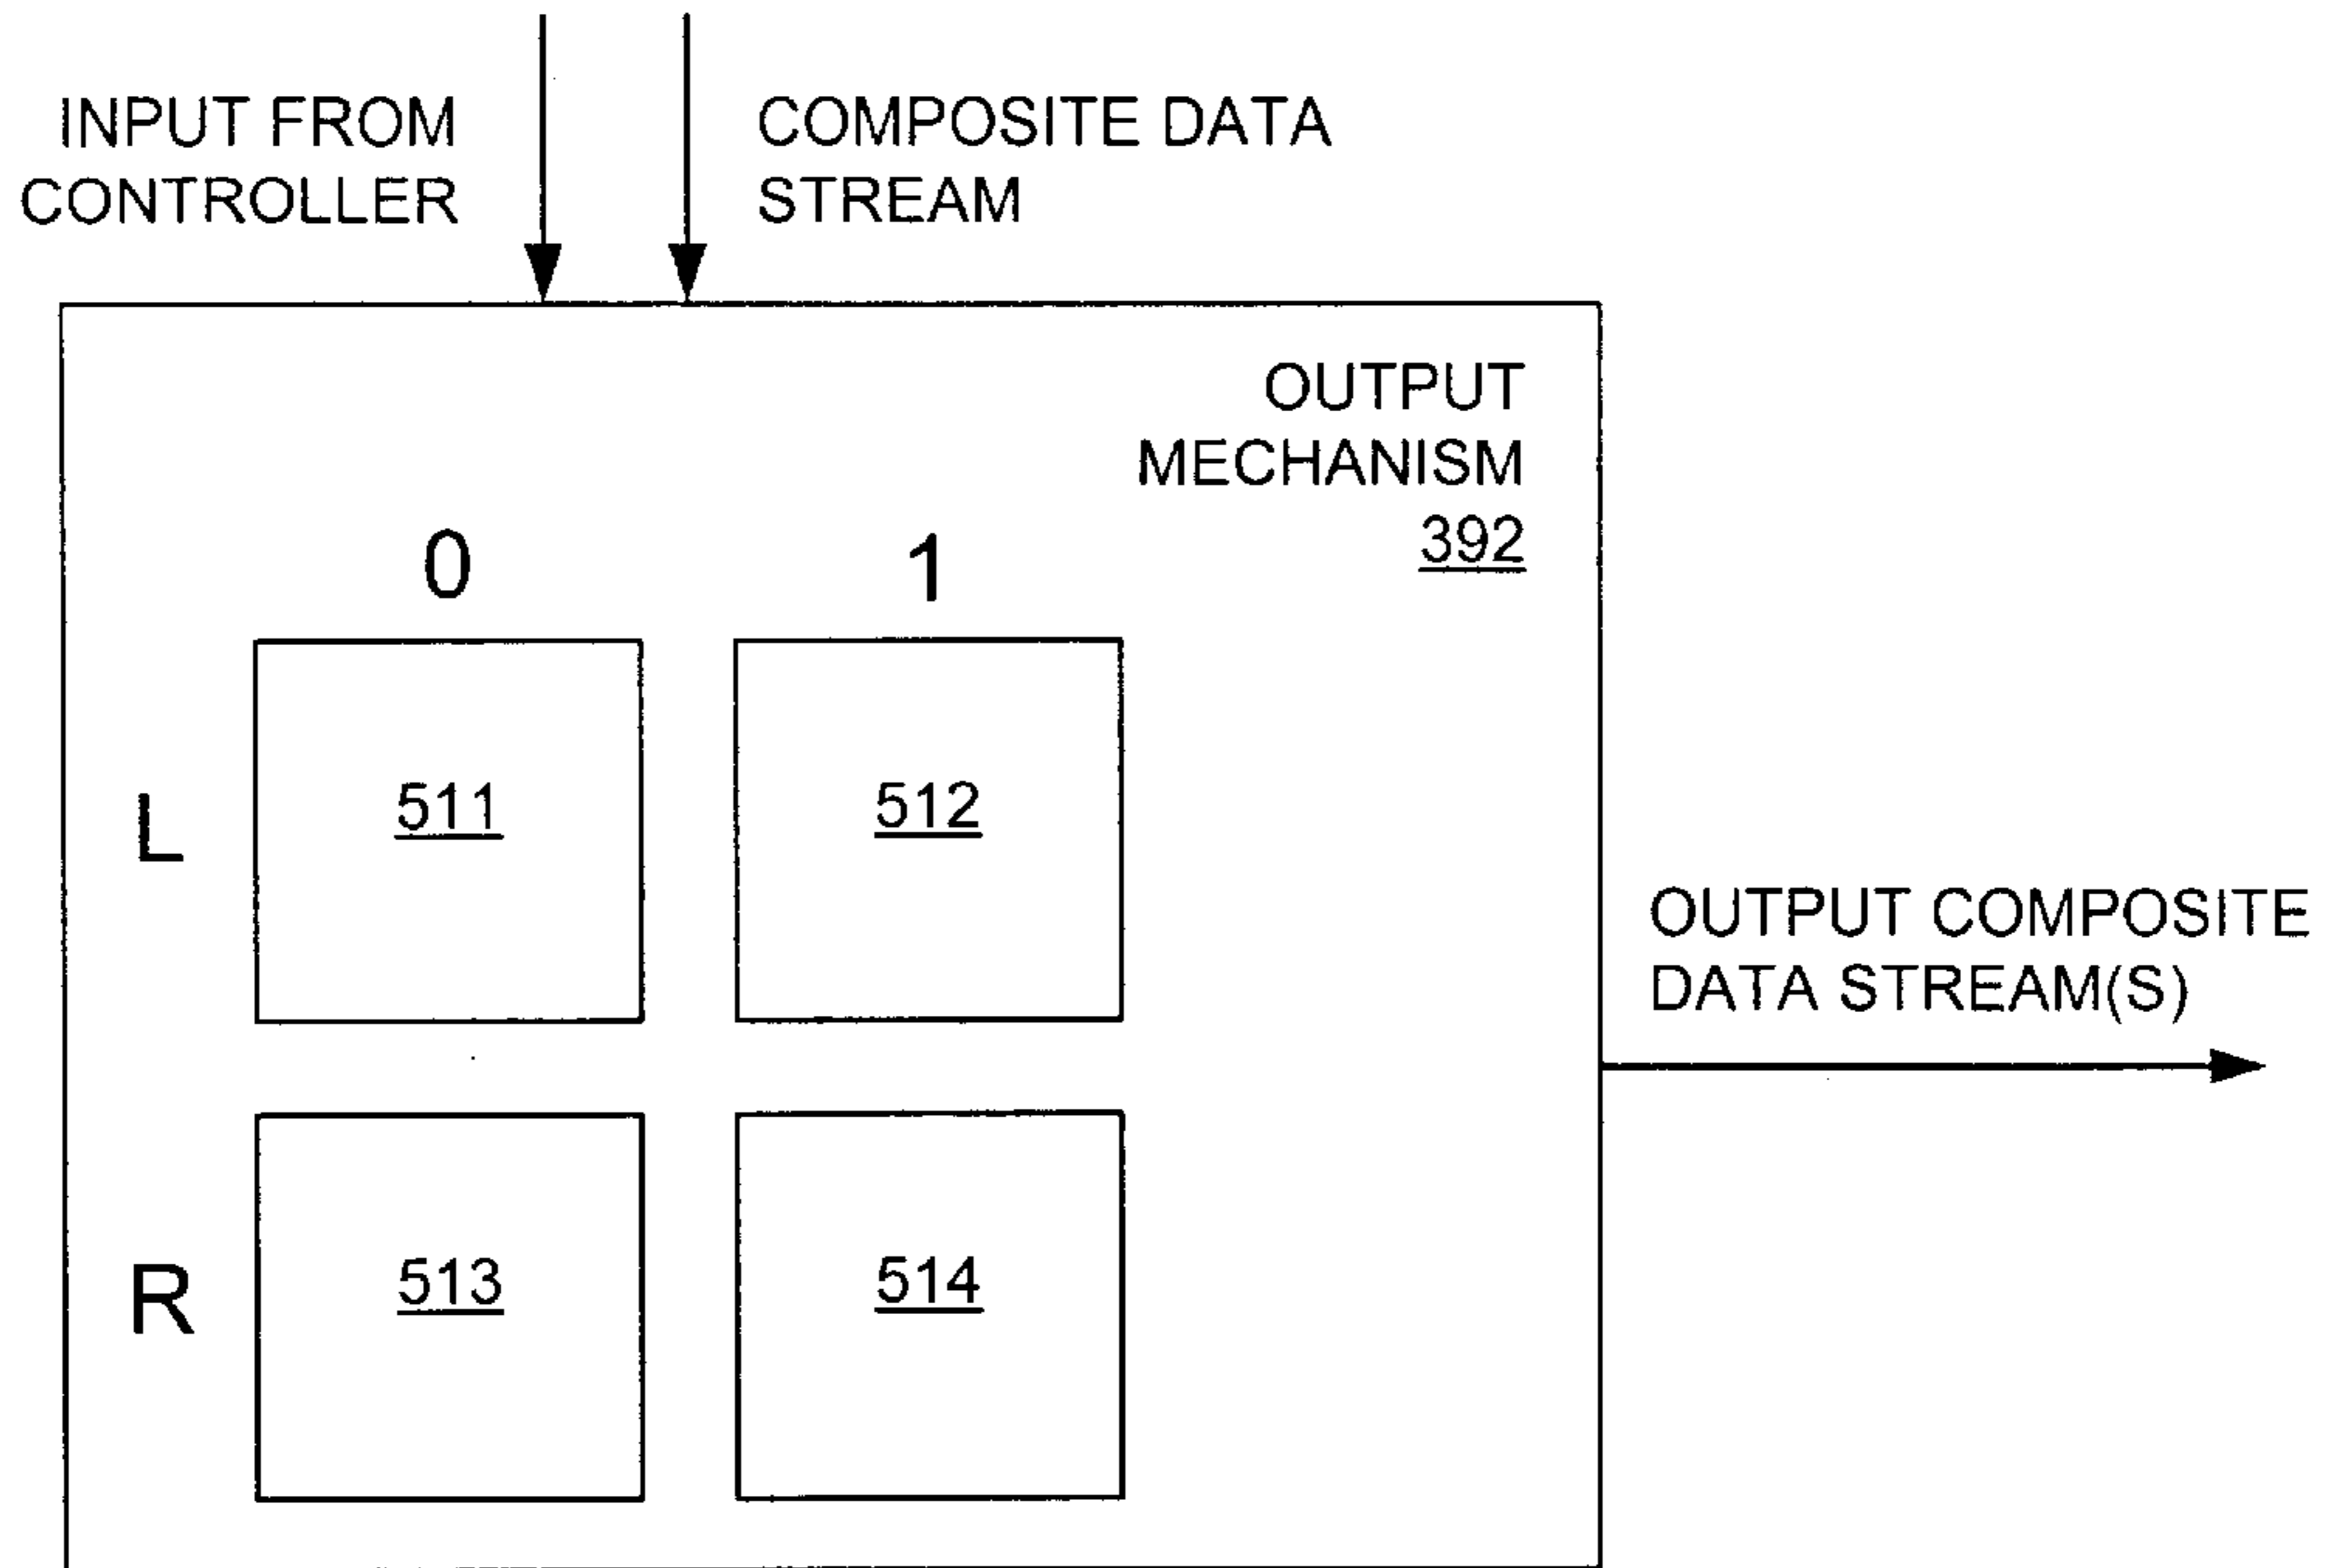 INPUT FROM
CONTROLLER
COMPOSITE DATA
STREAM
OUTPUT
MECHANISM
392
0 1
L 511 512
OUTPUT COMPOSITE
DATA STREAM(S)
R 513 514